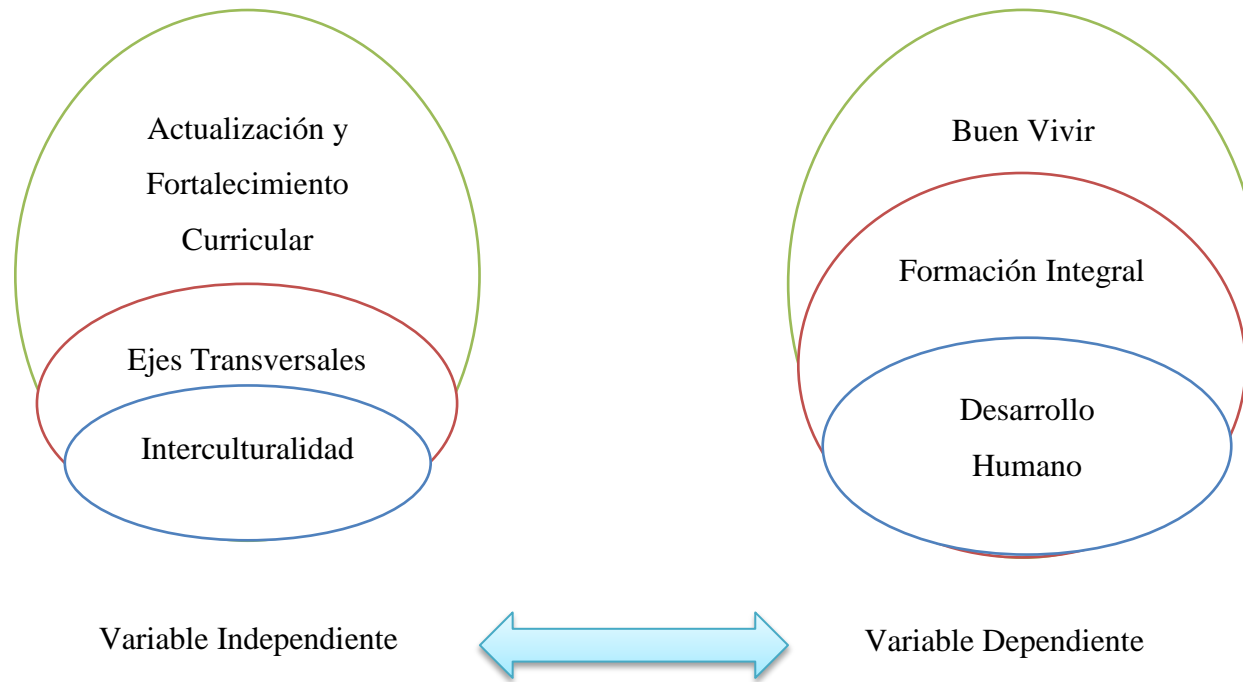 Actualización y
Fortalecimiento
Curricular
Ejes Transversales
Interculturalidad
Variable Independiente
Buen Vivir
Formación Integral
Desarrollo
Humano
Variable Dependiente